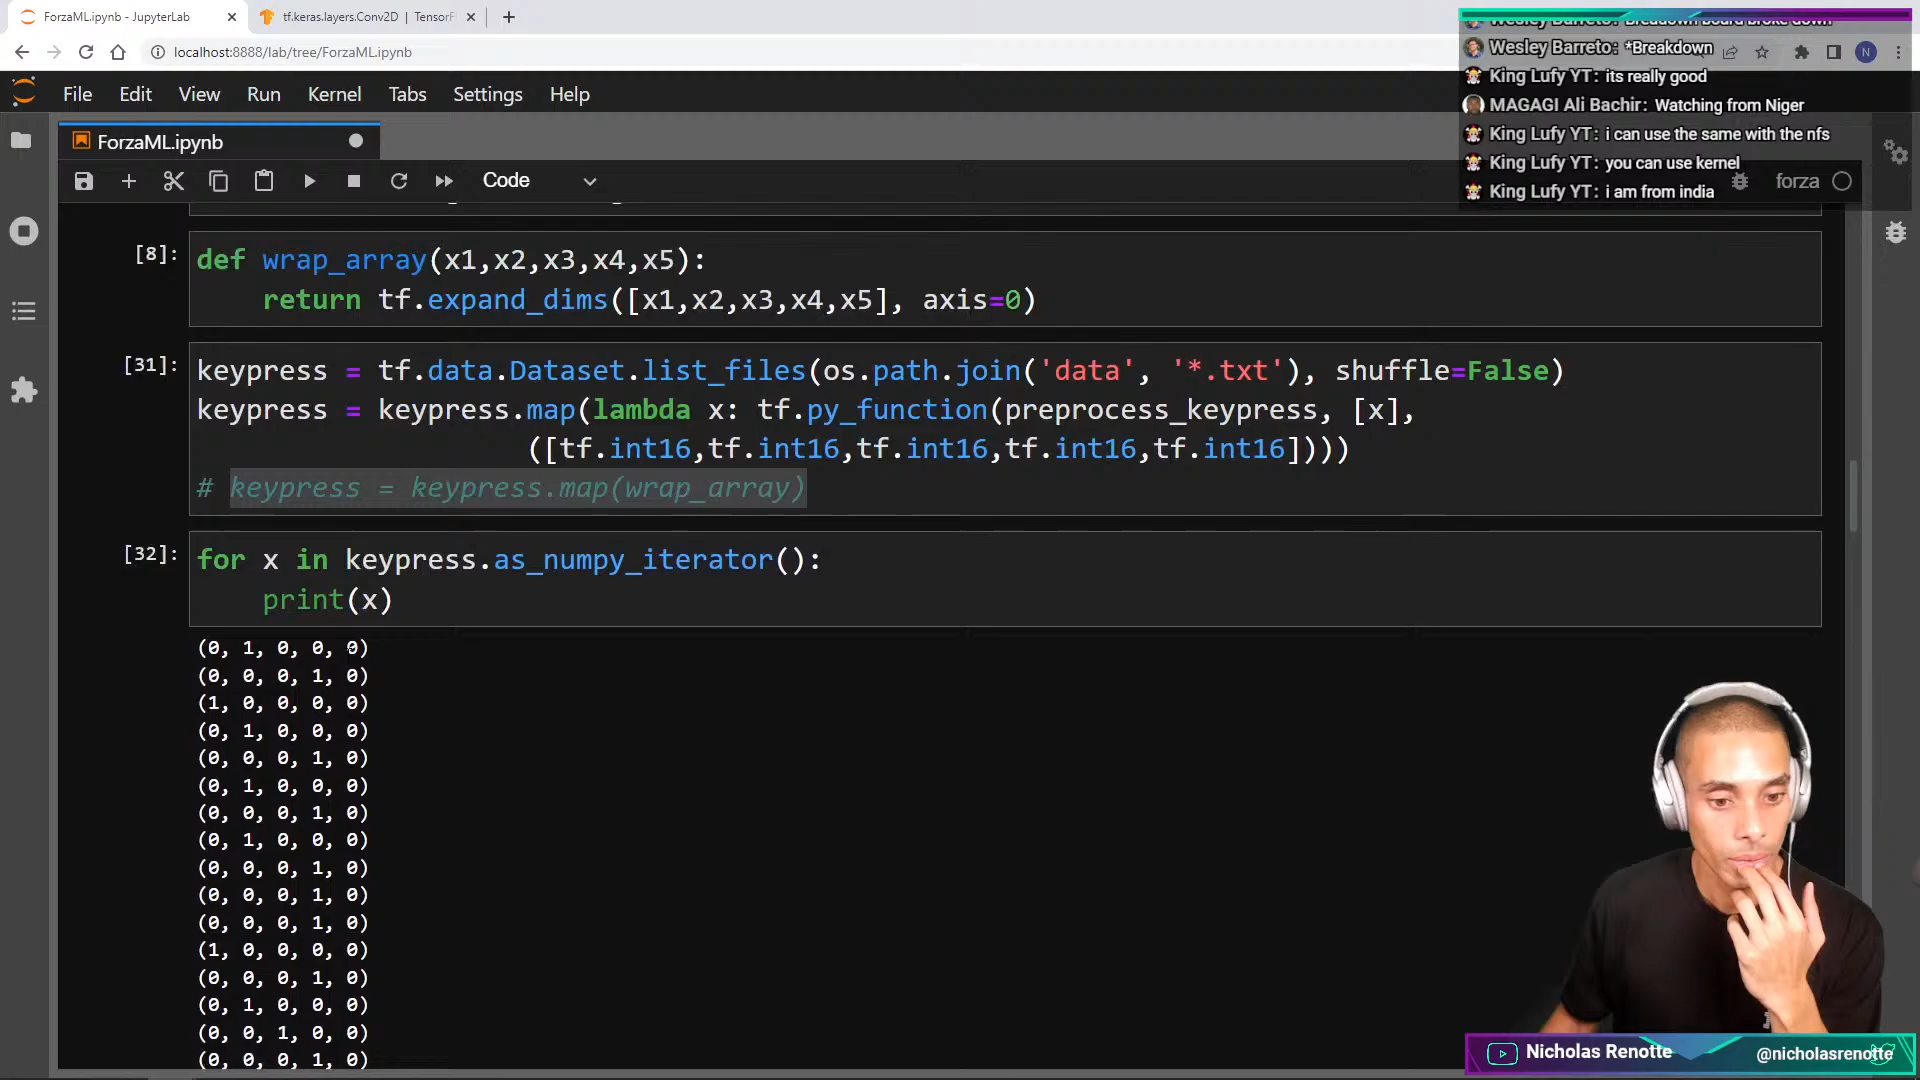 ForzaML.ipynb - JupyterLab
tf.keras.layers.Conv2D | TensorF
localhost:8888/lab/tree/ForzaML.ipynb
N
Wesley Barreto: *Breakdown
King Lufy YT: its really good
MAGAGI Ali Bachir: Watching from Niger
King Lufy YT: i can use the same with the nfs
King Lufy YT: you can use kernel
King Lufy YT: i am from india
File Edit View Run Kernel Tabs Settings Help
ForzaML.ipynb
Code
forza
[8]:
def wrap_array(x1,x2,x3,x4,x5):
return tf.expand_dims([x1,x2,x3,x4,x5], axis=0)
[31]:
keypress = tf.data.Dataset.list_files(os.path.join('data', '*.txt'), shuffle=False)
keypress = keypress.map(lambda x: tf.py_function(preprocess_keypress, [x],
([tf.int16,tf.int16,tf.int16,tf.int16,tf.int16])))
# keypress = keypress.map(wrap_array)
[32]:
for x in keypress.as_numpy_iterator():
print(x)
(0, 1, 0, 0, 0)
(0, 0, 0, 1, 0)
(1, 0, 0, 0, 0)
(0, 1, 0, 0, 0)
(0, 0, 0, 1, 0)
(0, 1, 0, 0, 0)
(0, 0, 0, 1, 0)
(0, 1, 0, 0, 0)
(0, 0, 0, 1, 0)
(0, 0, 0, 1, 0)
(0, 0, 0, 1, 0)
(1, 0, 0, 0, 0)
(0, 0, 0, 1, 0)
(0, 1, 0, 0, 0)
(0, 0, 1, 0, 0)
(0, 0, 0, 1, 0)
Nicholas Renotte
@nicholasrenotte